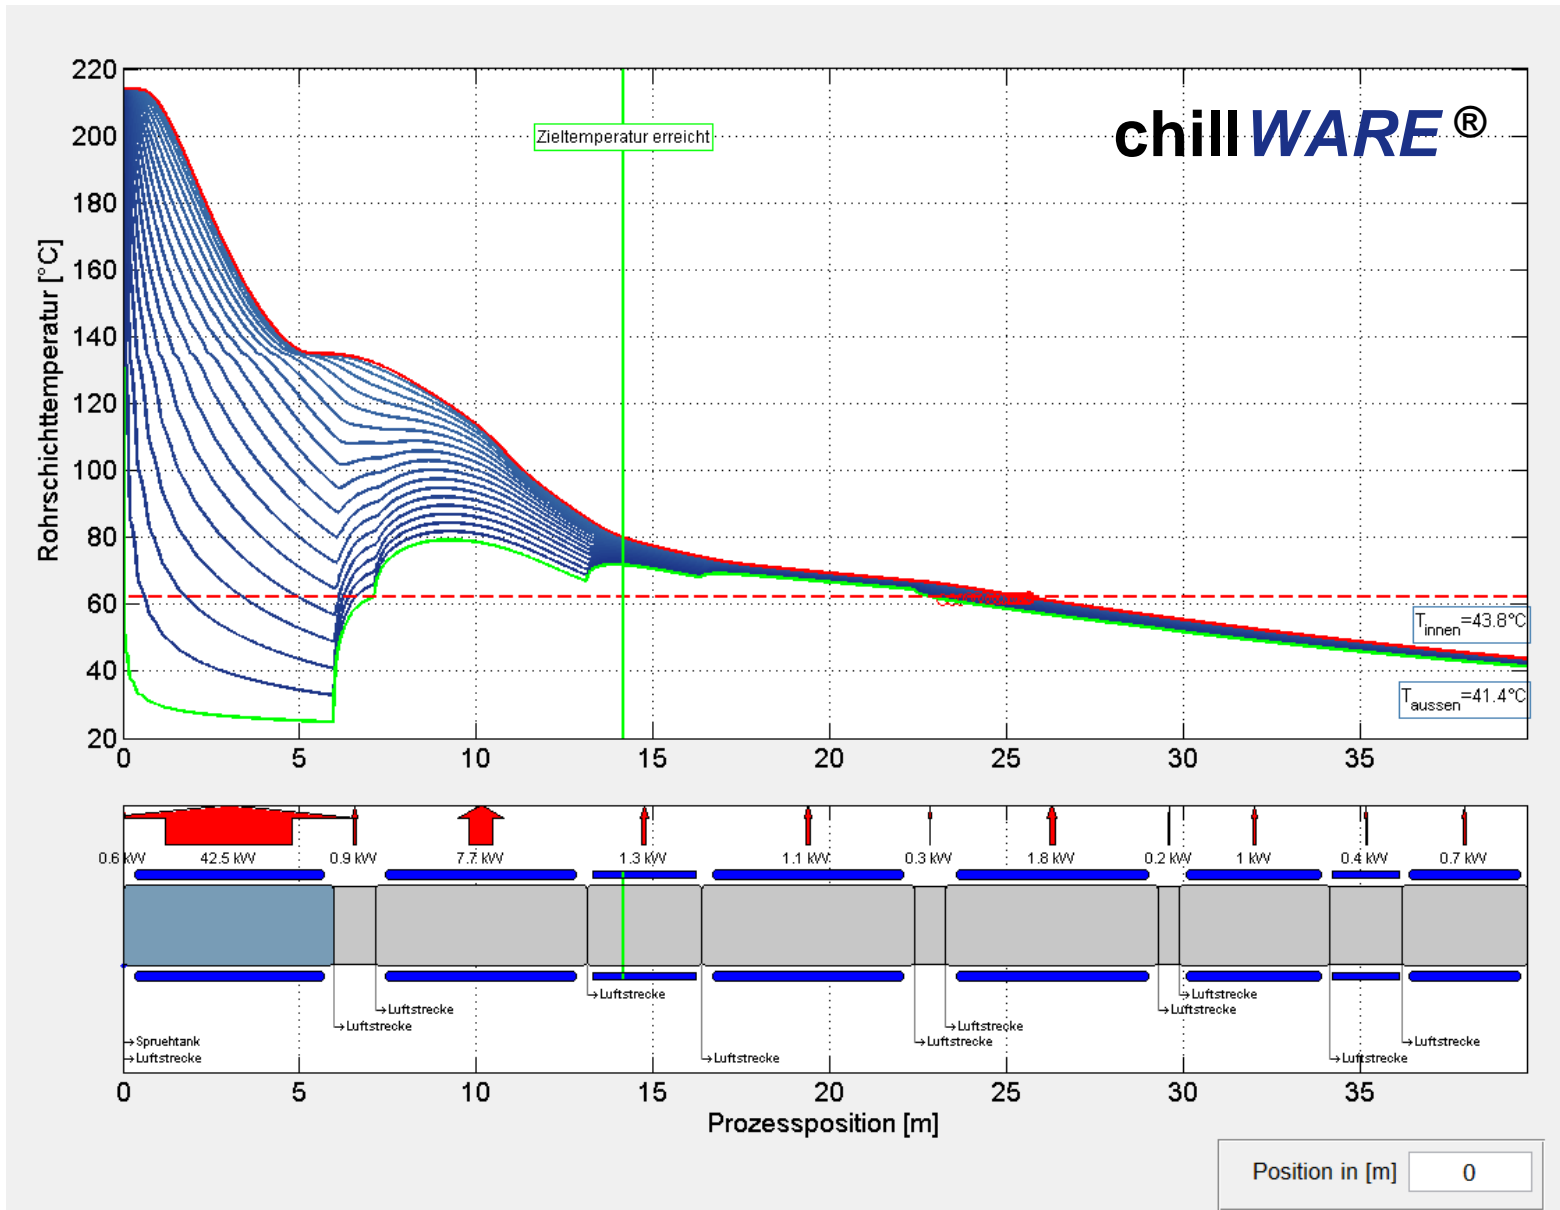 chillWARE®
Rohrschichttemperatur [°C]
220
200
180
160
140
120
100
80
60
40
20
Zieltemperatur erreicht
T innen=43.8°C
T aussen=41.4°C
0 5 10 15 20 25 30 35
0.6 kW 42.5 kW 0.9 kW 7.7 kW 1.3 kW 1.1 kW 0.3 kW 1.8 kW 0.2 kW 1 kW 0.4 kW 0.7 kW
→Luftstrecke
→Luftstrecke
→Luftstrecke
→Luftstrecke
→Luftstrecke
→Luftstrecke
→Luftstrecke
→Spruehtank
→Luftstrecke
→Luftstrecke
→Luftstrecke
→Luftstrecke
→Luftstrecke
0 5 10 15 20 25 30 35
Prozessposition [m]
Position in [m] 0